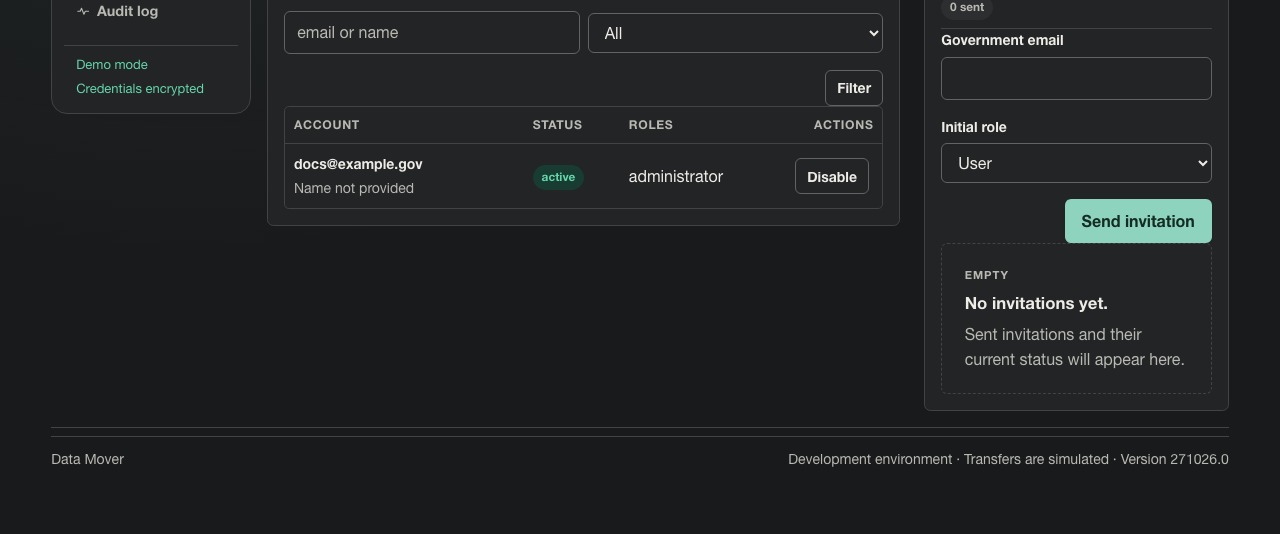 Audit log
Demo mode
Credentials encrypted
email or name
All
Filter
ACCOUNT STATUS ROLES ACTIONS
docs@example.gov
Name not provided
active
administrator
Disable
0 sent
Government email
Initial role
User
Send invitation
EMPTY
No invitations yet.
Sent invitations and their
current status will appear here.
Data Mover
Development environment · Transfers are simulated · Version 271026.0